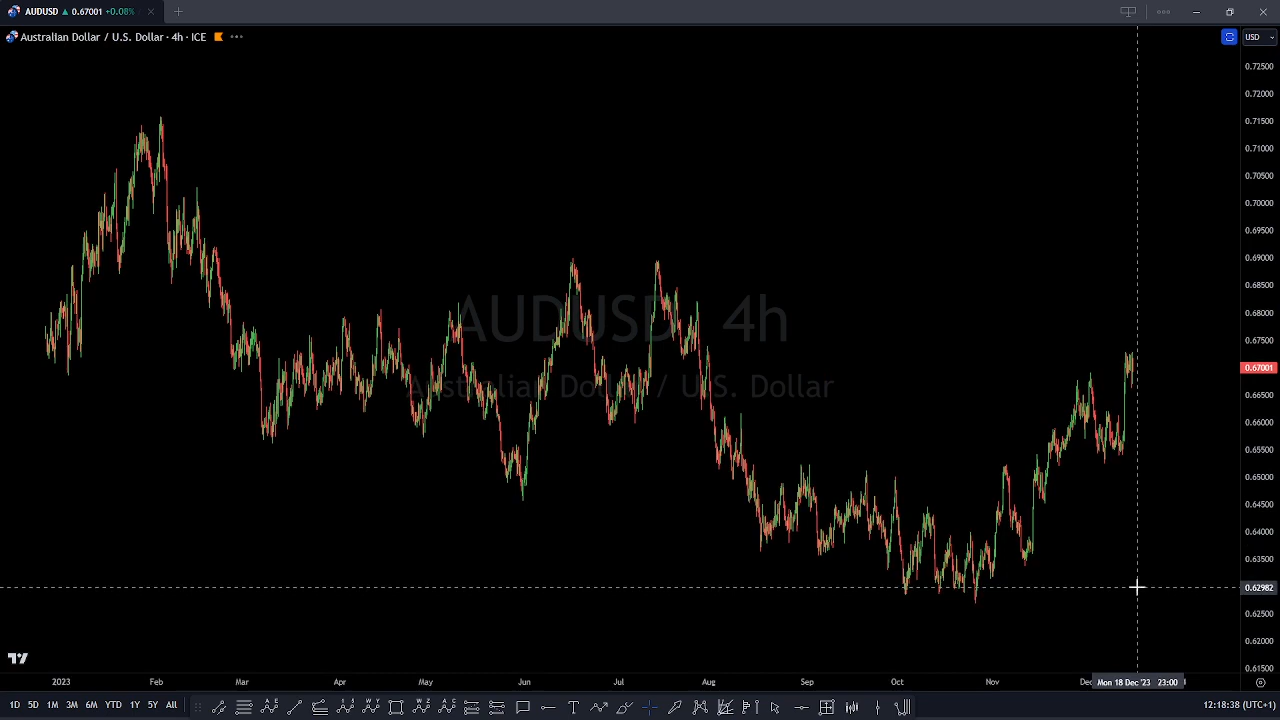 AUDUSD ▲ 0.67001 +0.08%
Australian Dollar / U.S. Dollar · 4h · ICE
USD
0.72500
0.72000
0.71500
0.71000
0.70500
0.70000
0.69500
0.69000
0.68500
0.68000
0.67500
0.67001
0.66500
0.66000
0.65500
0.65000
0.64500
0.64000
0.63500
0.62982
0.62500
0.62000
0.61500
AUDUSD, 4h
Australian Dollar / U.S. Dollar
2023 Feb Mar Apr May Jun Jul Aug Sep Oct Nov Mon 18 Dec '23 23:00
1D 5D 1M 3M 6M YTD 1Y 5Y All
12:18:38 (UTC+1)